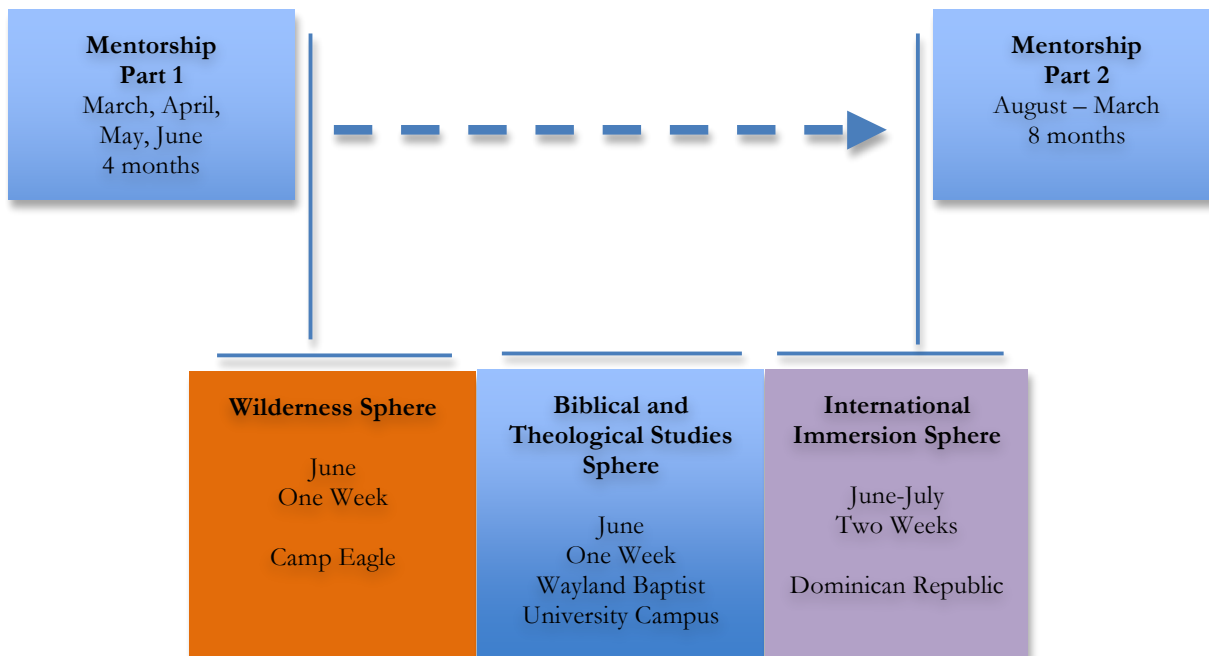 Mentorship
Part 1
March, April,
May, June
4 months
Mentorship
Part 2
August – March
8 months
Wilderness Sphere
June
One Week
Camp Eagle
Biblical and
Theological Studies
Sphere
June
One Week
Wayland Baptist
University Campus
International
Immersion Sphere
June-July
Two Weeks
Dominican Republic